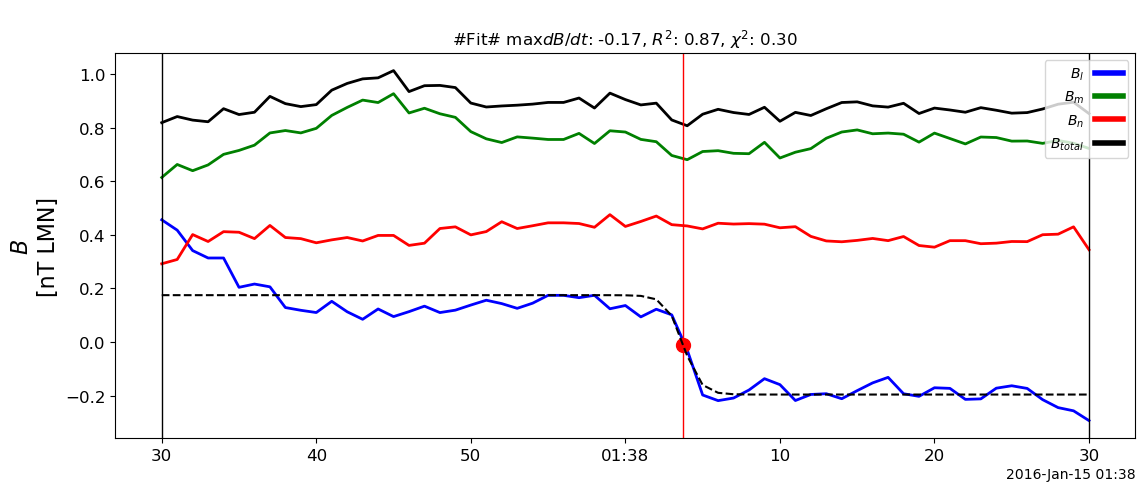 #Fit# maxdB/dt: -0.17, R²: 0.87, χ²: 0.30
B
[nT LMN]
1.0
0.8
0.6
0.4
0.2
0.0
−0.2
B_l
B_m
B_n
B_total
30
40
50
01:38
10
20
30
2016-Jan-15 01:38